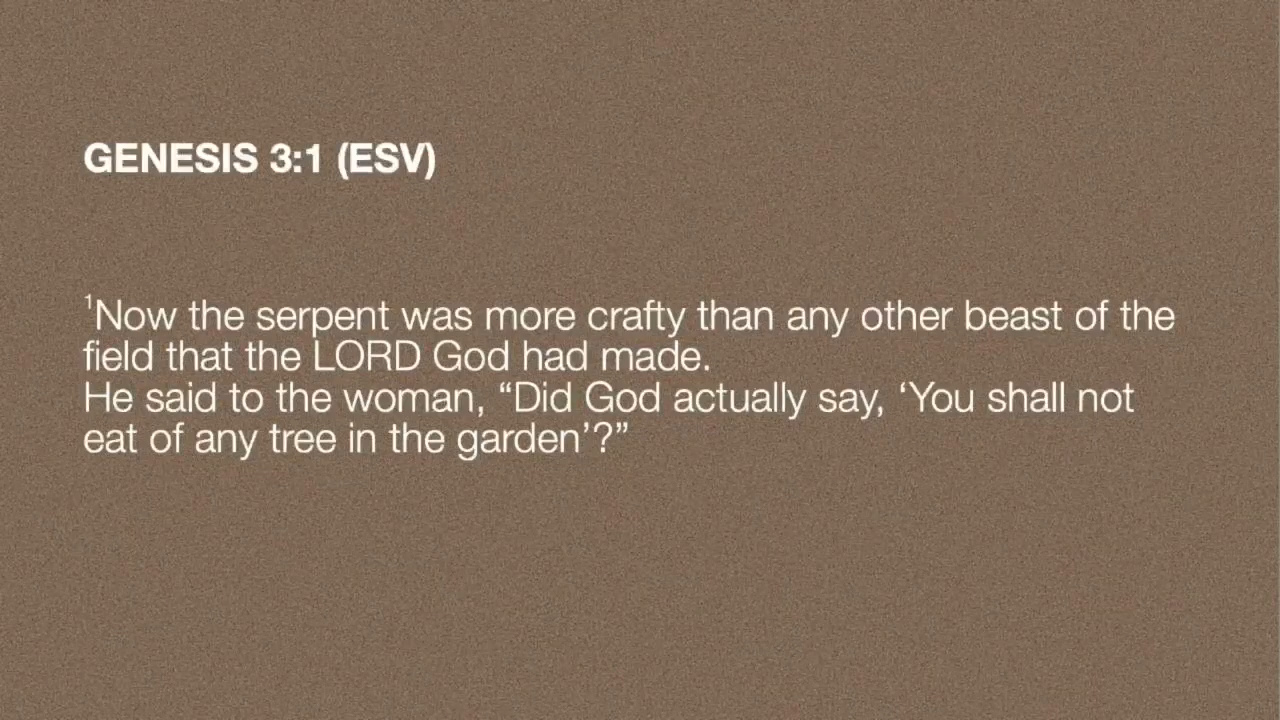 GENESIS 3:1 (ESV)
¹Now the serpent was more crafty than any other beast of the
field that the LORD God had made.
He said to the woman, “Did God actually say, ‘You shall not
eat of any tree in the garden’?”